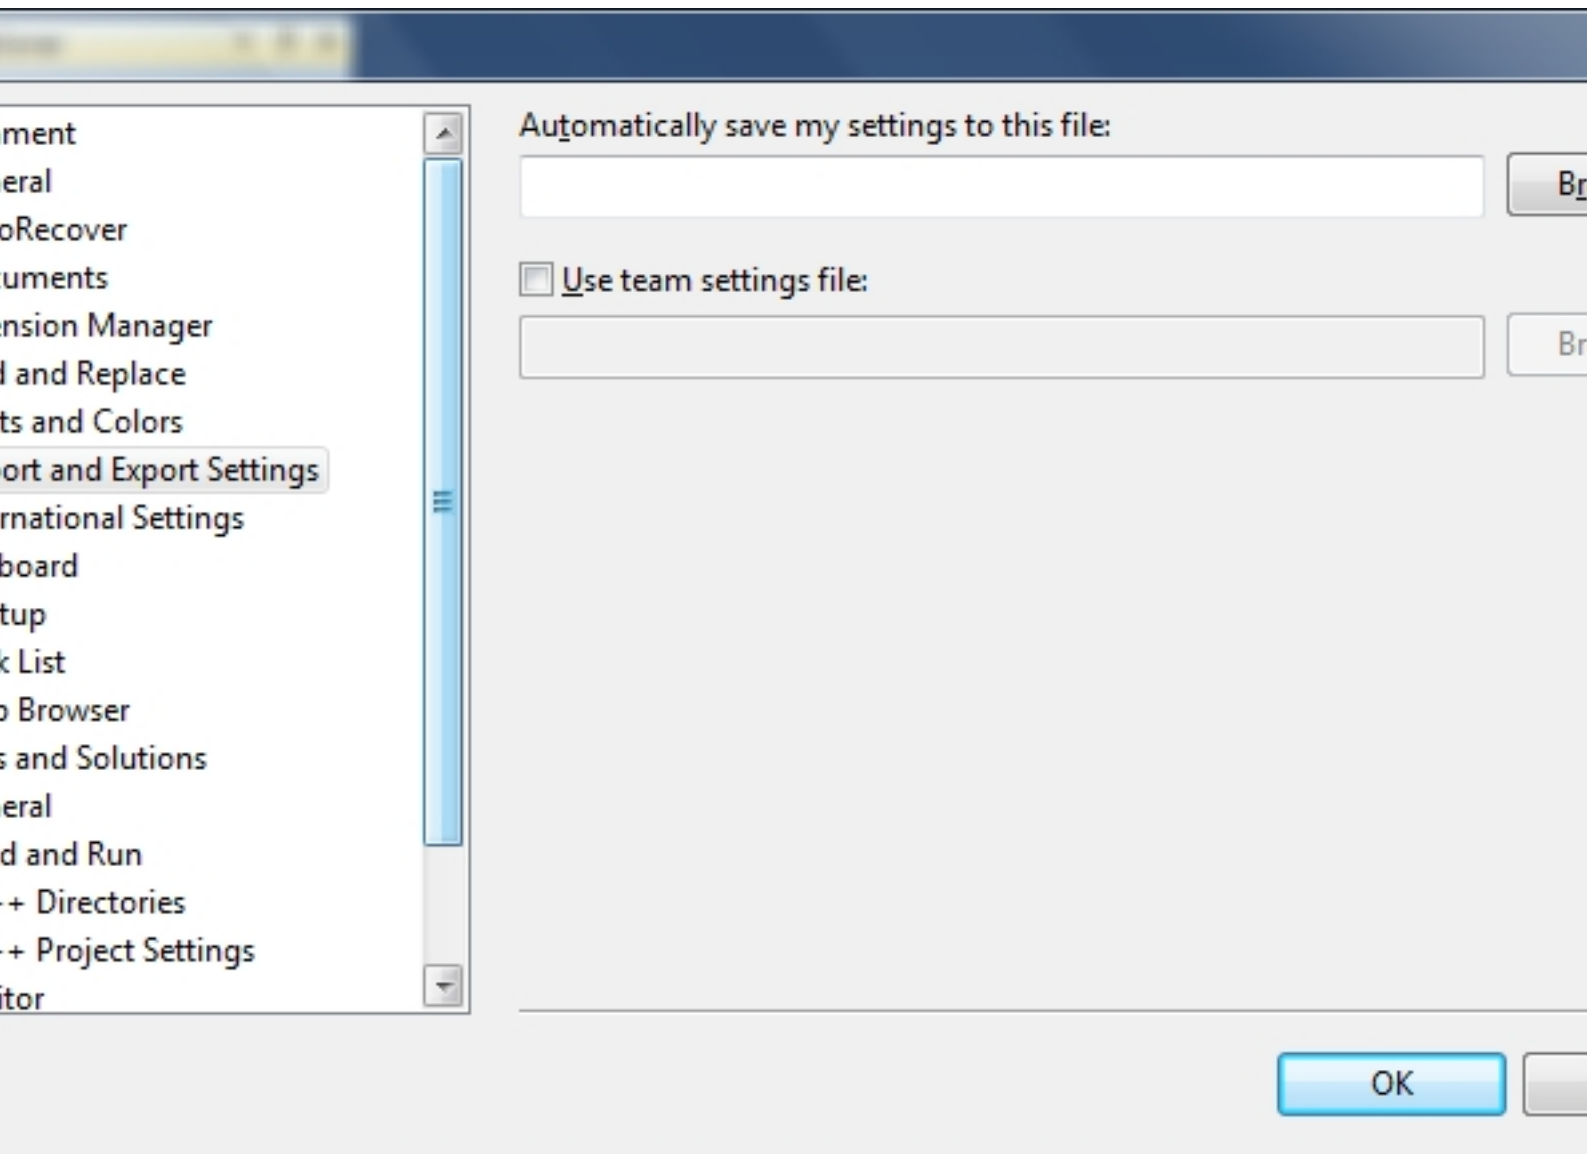 ment
eral
oRecover
uments
ension Manager
d and Replace
ts and Colors
ort and Export Settings
rnational Settings
board
tup
k List
Browser
s and Solutions
eral
d and Run
+ Directories
+ Project Settings
itor
Automatically save my settings to this file:
Br
Use team settings file:
Br
OK